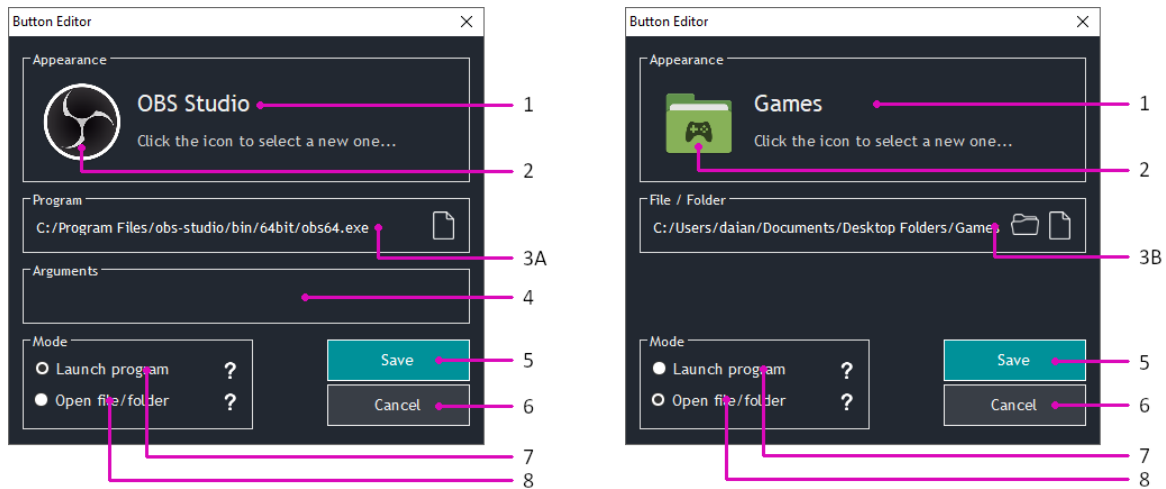 Button Editor
Appearance
OBS Studio
1
Click the icon to select a new one...
2
Program
C:/Program Files/obs-studio/bin/64bit/obs64.exe
3A
Arguments
4
Mode
Launch program ?
Save
5
Open file/folder ?
Cancel
6
7
8
Button Editor
Appearance
Games
1
Click the icon to select a new one...
2
File / Folder
C:/Users/daian/Documents/Desktop Folders/Games
3B
Mode
Launch program ?
Save
5
Open file/folder ?
Cancel
6
7
8